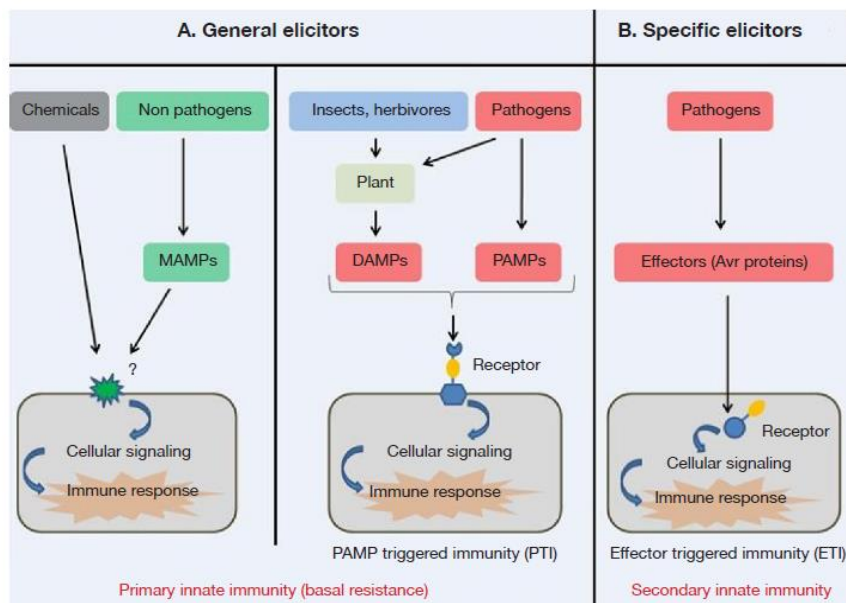 A. General elicitors
B. Specific elicitors
Chemicals
Non pathogens
MAMPs
?
Cellular signaling
Immune response
Insects, herbivores
Pathogens
Plant
DAMPs
PAMPs
Receptor
Cellular signaling
Immune response
PAMP triggered immunity (PTI)
Primary innate immunity (basal resistance)
Pathogens
Effectors (Avr proteins)
Receptor
Cellular signaling
Immune response
Effector triggered immunity (ETI)
Secondary innate immunity